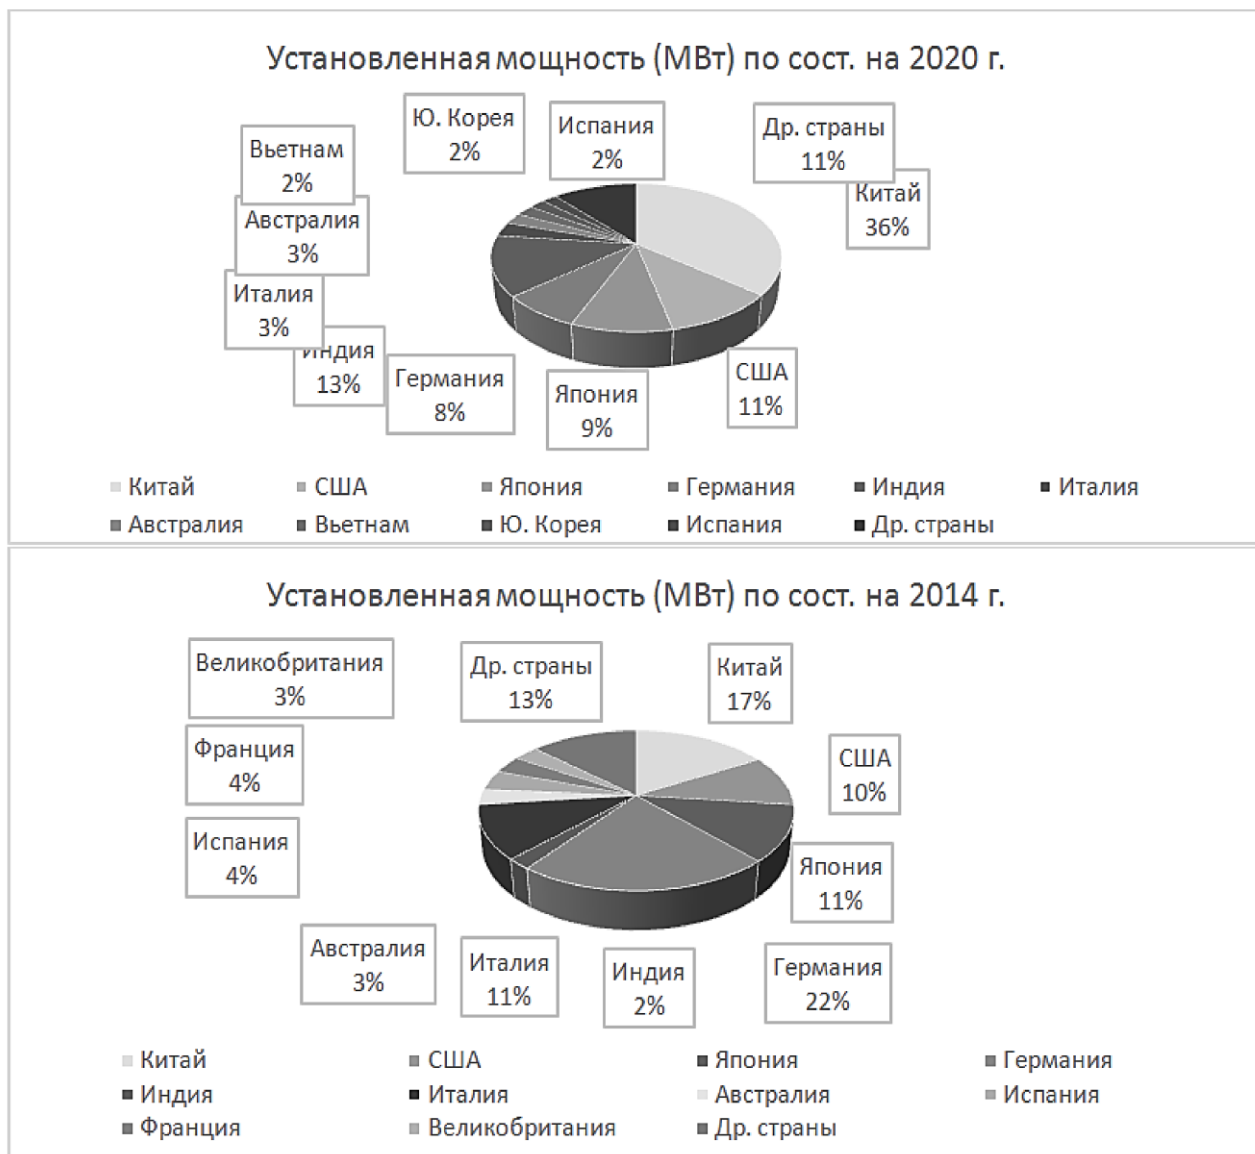 Установленная мощность (МВт) по сост. на 2020 г.
Ю. Корея
2%
Испания
2%
Др. страны
11%
Вьетнам
2%
Китай
36%
Австралия
3%
Италия
3%
Индия
13%
Германия
8%
Япония
9%
США
11%
Китай США Япония Германия Индия Италия
Австралия Вьетнам Ю. Корея Испания Др. страны
Установленная мощность (МВт) по сост. на 2014 г.
Великобритания
3%
Др. страны
13%
Китай
17%
Франция
4%
США
10%
Испания
4%
Япония
11%
Австралия
3%
Италия
11%
Индия
2%
Германия
22%
Китай США Япония Германия
Индия Италия Австралия Испания
Франция Великобритания Др. страны